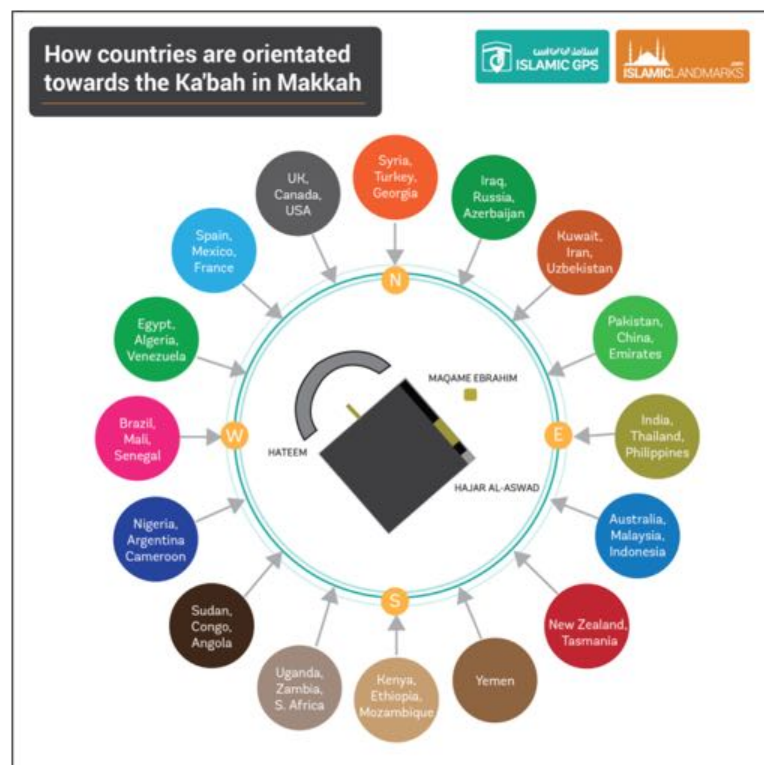 How countries are orientated
towards the Ka'bah in Makkah
ISLAMIC GPS
.com
ISLAMICLANDMARKS
Syria,
Turkey,
Georgia
Iraq,
Russia,
Azerbaijan
Kuwait,
Iran,
Uzbekistan
Pakistan,
China,
Emirates
India,
Thailand,
Philippines
Australia,
Malaysia,
Indonesia
New Zealand,
Tasmania
Yemen
Kenya,
Ethiopia,
Mozambique
Uganda,
Zambia,
S. Africa
Sudan,
Congo,
Angola
Nigeria,
Argentina
Cameroon
Brazil,
Mali,
Senegal
Egypt,
Algeria,
Venezuela
Spain,
Mexico,
France
UK,
Canada,
USA
N
E
S
W
MAQAME EBRAHIM
HATEEM
HAJAR AL-ASWAD